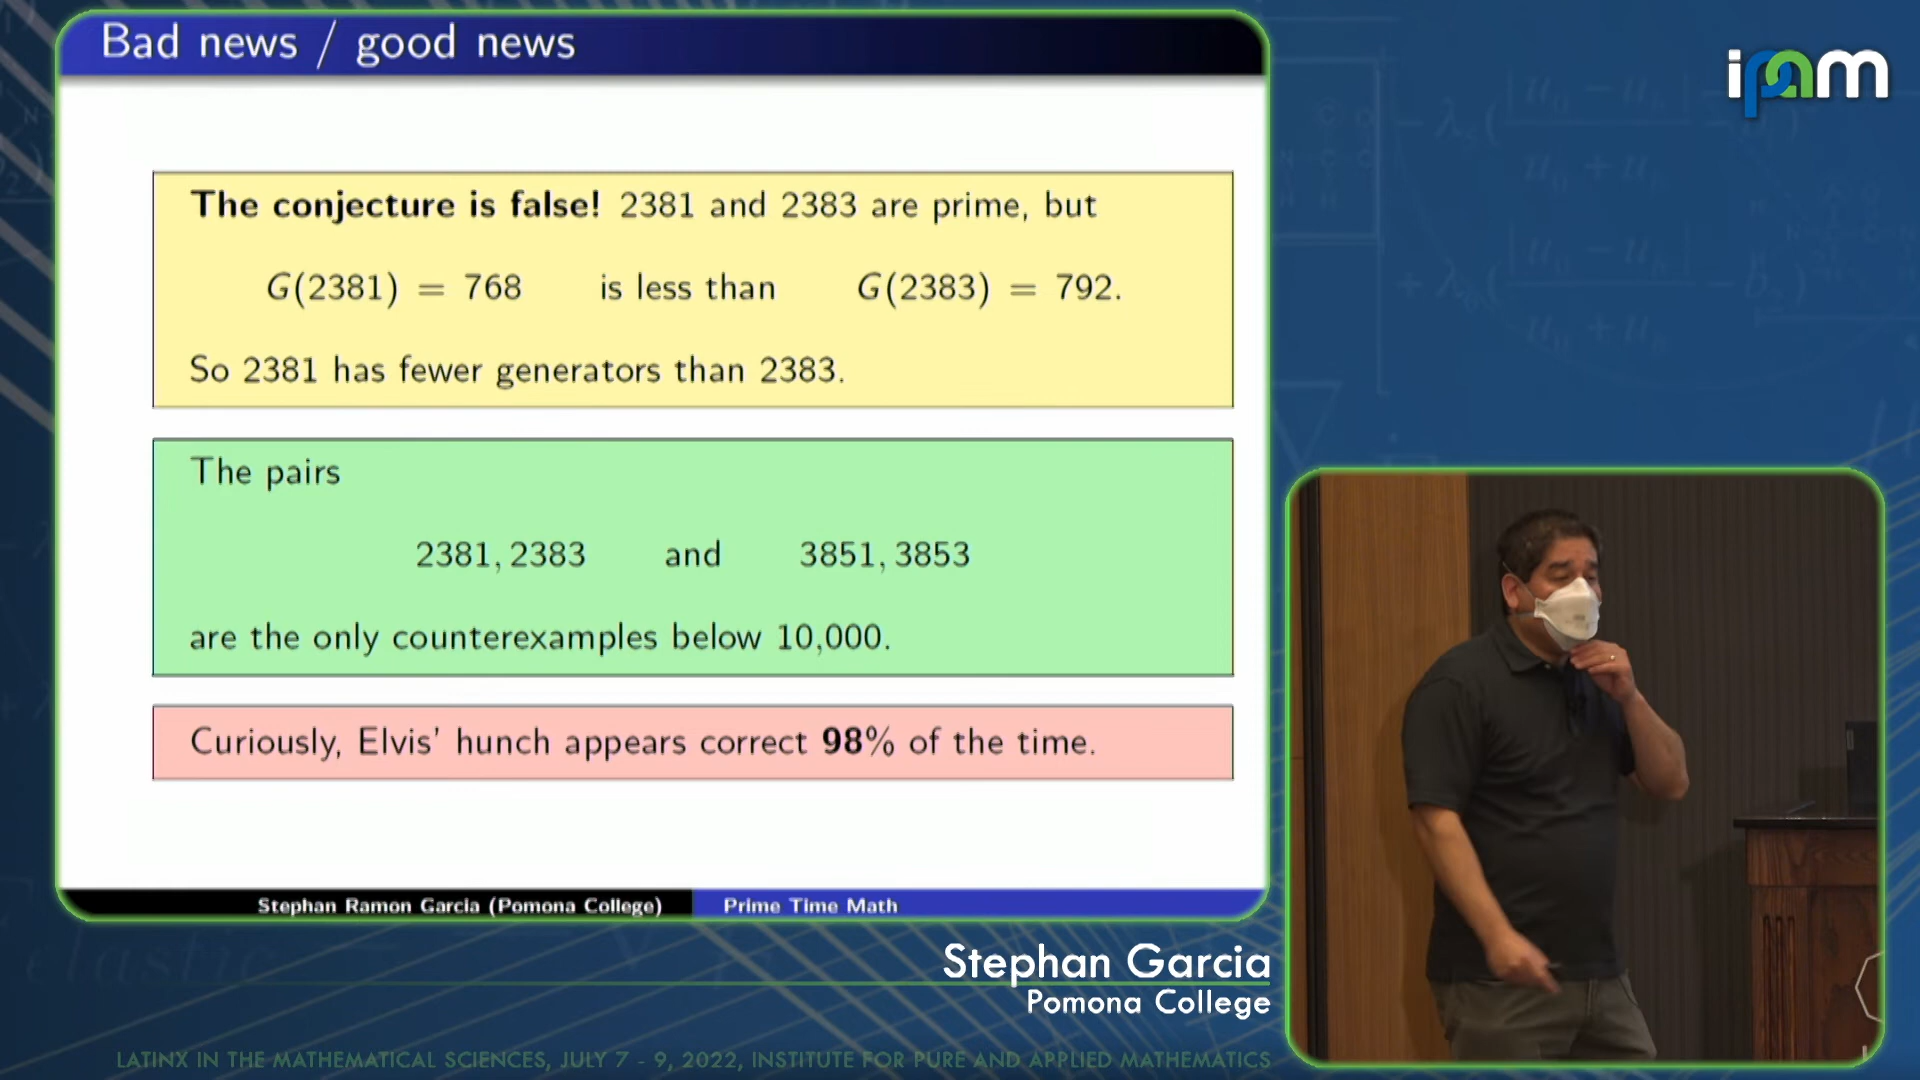 Bad news / good news
ipam
The conjecture is false! 2381 and 2383 are prime, but
G(2381) = 768 is less than G(2383) = 792.
So 2381 has fewer generators than 2383.
The pairs
2381, 2383 and 3851, 3853
are the only counterexamples below 10,000.
Curiously, Elvis' hunch appears correct 98% of the time.
Stephan Ramon Garcia (Pomona College) Prime Time Math
Stephan Garcia
Pomona College
LATINX IN THE MATHEMATICAL SCIENCES, JULY 7 - 9, 2022, INSTITUTE FOR PURE AND APPLIED MATHEMATICS